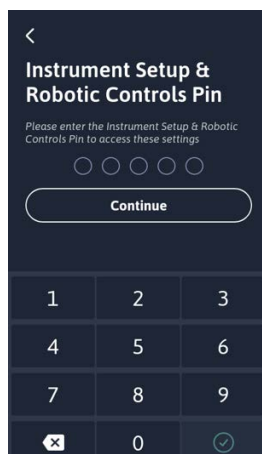 Instrument Setup &
Robotic Controls Pin
Please enter the Instrument Setup & Robotic
Controls Pin to access these settings
Continue
1 2 3
4 5 6
7 8 9
0